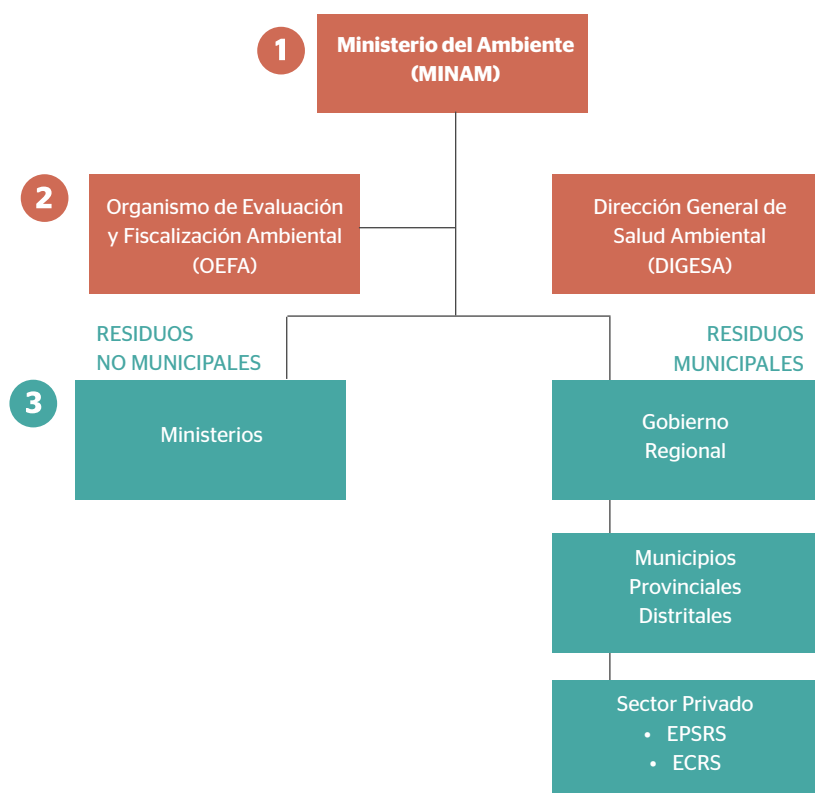 1
Ministerio del Ambiente
(MINAM)
2
Organismo de Evaluación
y Fiscalización Ambiental
(OEFA)
Dirección General de
Salud Ambiental
(DIGESA)
RESIDUOS
NO MUNICIPALES
RESIDUOS
MUNICIPALES
3
Ministerios
Gobierno
Regional
Municipios
Provinciales
Distritales
Sector Privado
• EPSRS
• ECRS